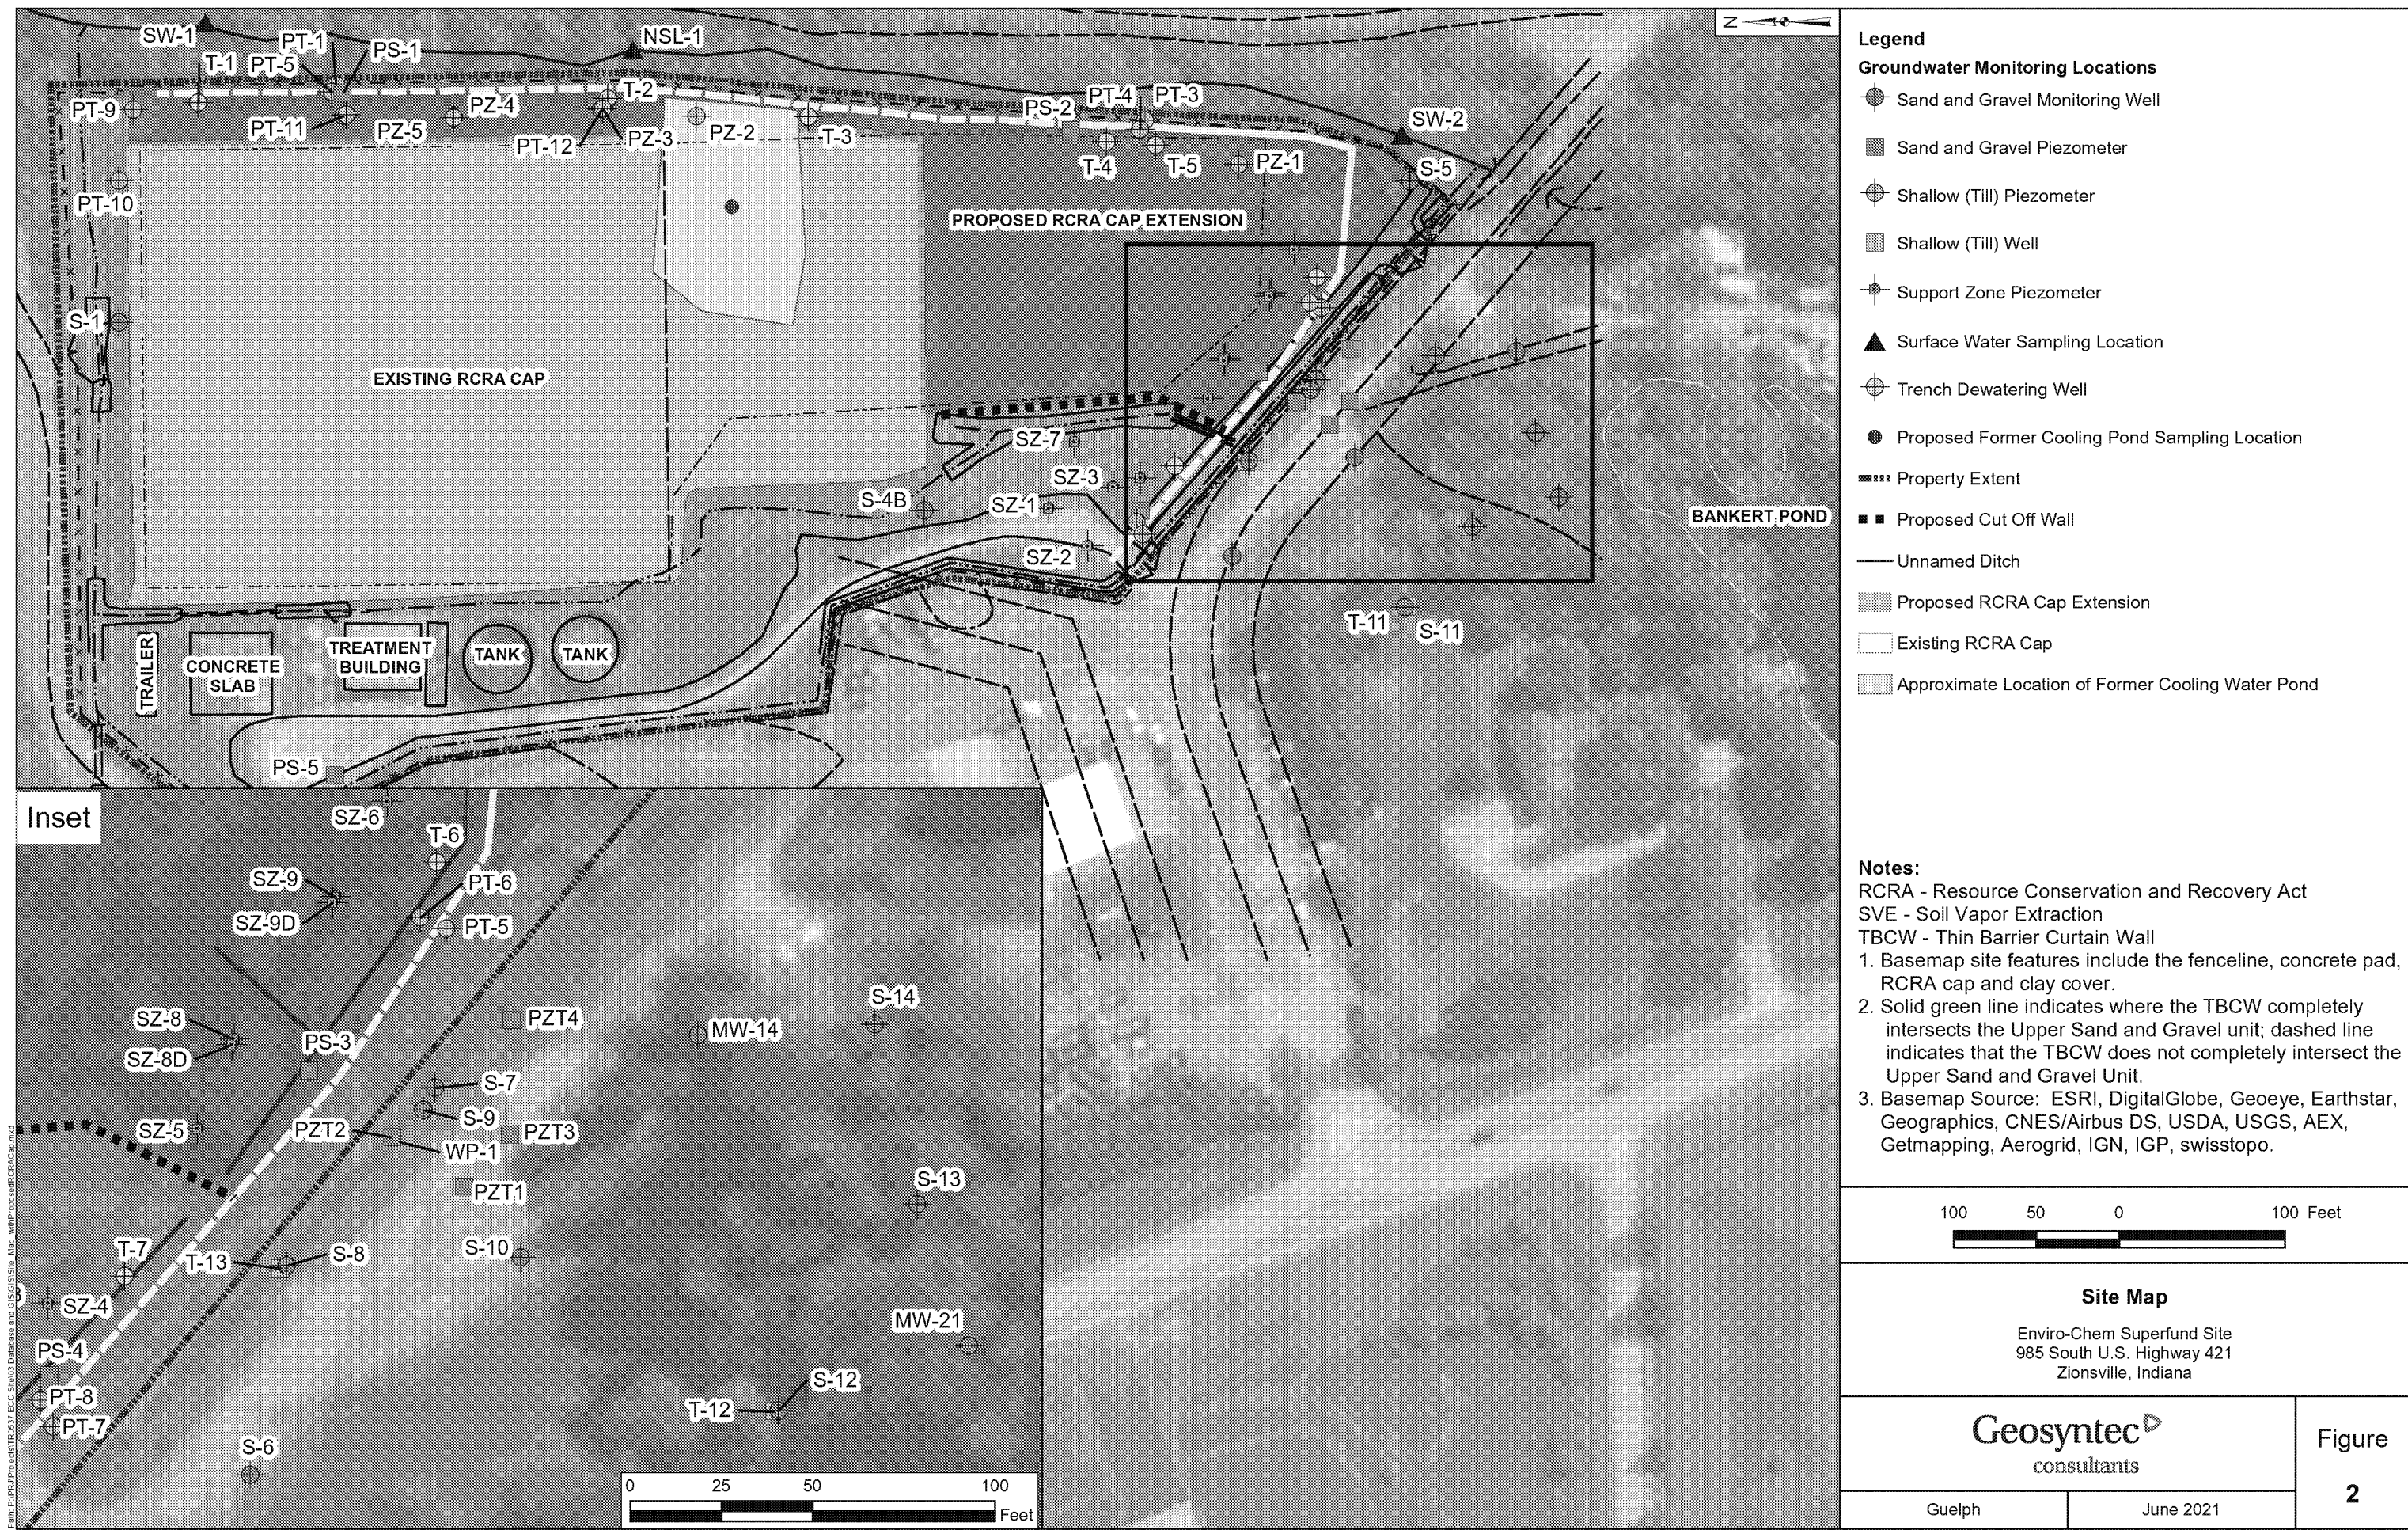 N
SW-1
NSL-1
PT-1
PS-1
T-1
PT-5
T-2
PT-9
PZ-4
PS-2
PT-4
PT-3
SW-2
PT-11
PZ-5
PT-12
PZ-3
PZ-2
T-3
T-4
T-5
PZ-1
S-5
PT-10
PROPOSED RCRA CAP EXTENSION
S-1
EXISTING RCRA CAP
SZ-7
SZ-3
S-4B
SZ-1
SZ-2
BANKERT POND
T-11
S-11
TRAILER
CONCRETE
SLAB
TREATMENT
BUILDING
TANK
TANK
PS-5
Inset
SZ-6
T-6
SZ-9
PT-6
SZ-9D
PT-5
S-14
SZ-8
PZT4
MW-14
SZ-8D
PS-3
S-7
S-9
SZ-5
PZT2
PZT3
WP-1
PZT1
S-13
T-7
T-13
S-8
S-10
SZ-4
MW-21
PS-4
PT-8
PT-7
S-12
T-12
S-6
0 25 50 100
Feet
Legend
Groundwater Monitoring Locations
Sand and Gravel Monitoring Well
Sand and Gravel Piezometer
Shallow (Till) Piezometer
Shallow (Till) Well
Support Zone Piezometer
Surface Water Sampling Location
Trench Dewatering Well
Proposed Former Cooling Pond Sampling Location
Property Extent
Proposed Cut Off Wall
Unnamed Ditch
Proposed RCRA Cap Extension
Existing RCRA Cap
Approximate Location of Former Cooling Water Pond
Notes:
RCRA - Resource Conservation and Recovery Act
SVE - Soil Vapor Extraction
TBCW - Thin Barrier Curtain Wall
1. Basemap site features include the fenceline, concrete pad,
RCRA cap and clay cover.
2. Solid green line indicates where the TBCW completely
intersects the Upper Sand and Gravel unit; dashed line
indicates that the TBCW does not completely intersect the
Upper Sand and Gravel Unit.
3. Basemap Source: ESRI, DigitalGlobe, Geoeye, Earthstar,
Geographics, CNES/Airbus DS, USDA, USGS, AEX,
Getmapping, Aerogrid, IGN, IGP, swisstopo.
100 50 0 100 Feet
Site Map
Enviro-Chem Superfund Site
985 South U.S. Highway 421
Zionsville, Indiana
Geosyntec
consultants
Figure
2
Guelph
June 2021